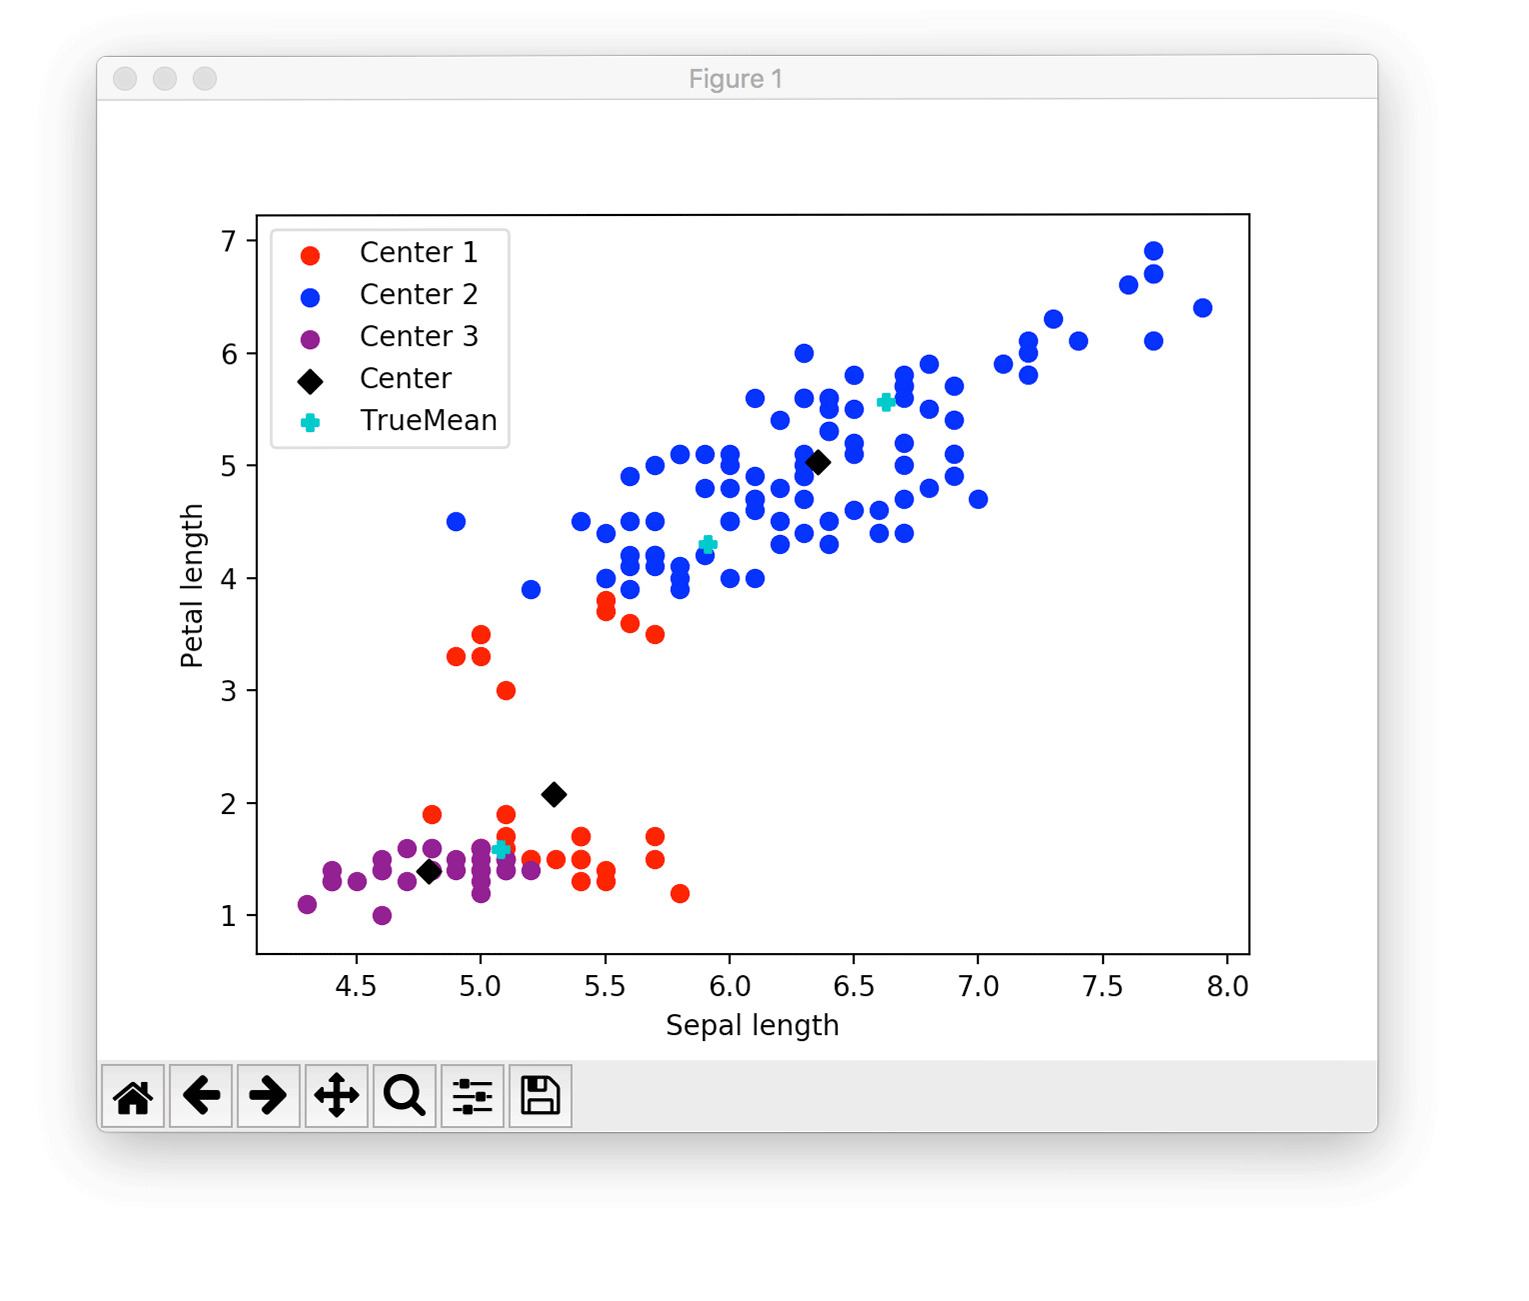 Figure 1
Center 1
Center 2
Center 3
Center
TrueMean
7
6
5
4
3
2
1
Petal length
4.5 5.0 5.5 6.0 6.5 7.0 7.5 8.0
Sepal length